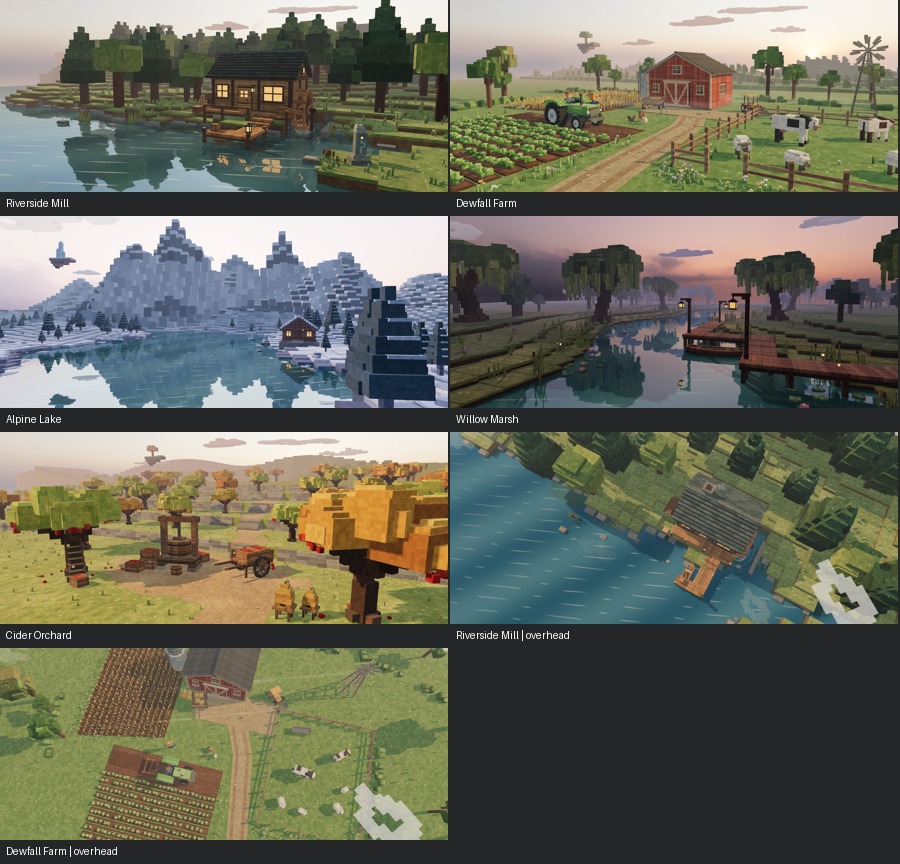 Riverside Mill
Dewfall Farm
Alpine Lake
Willow Marsh
Cider Orchard
Riverside Mill | overhead
Dewfall Farm | overhead